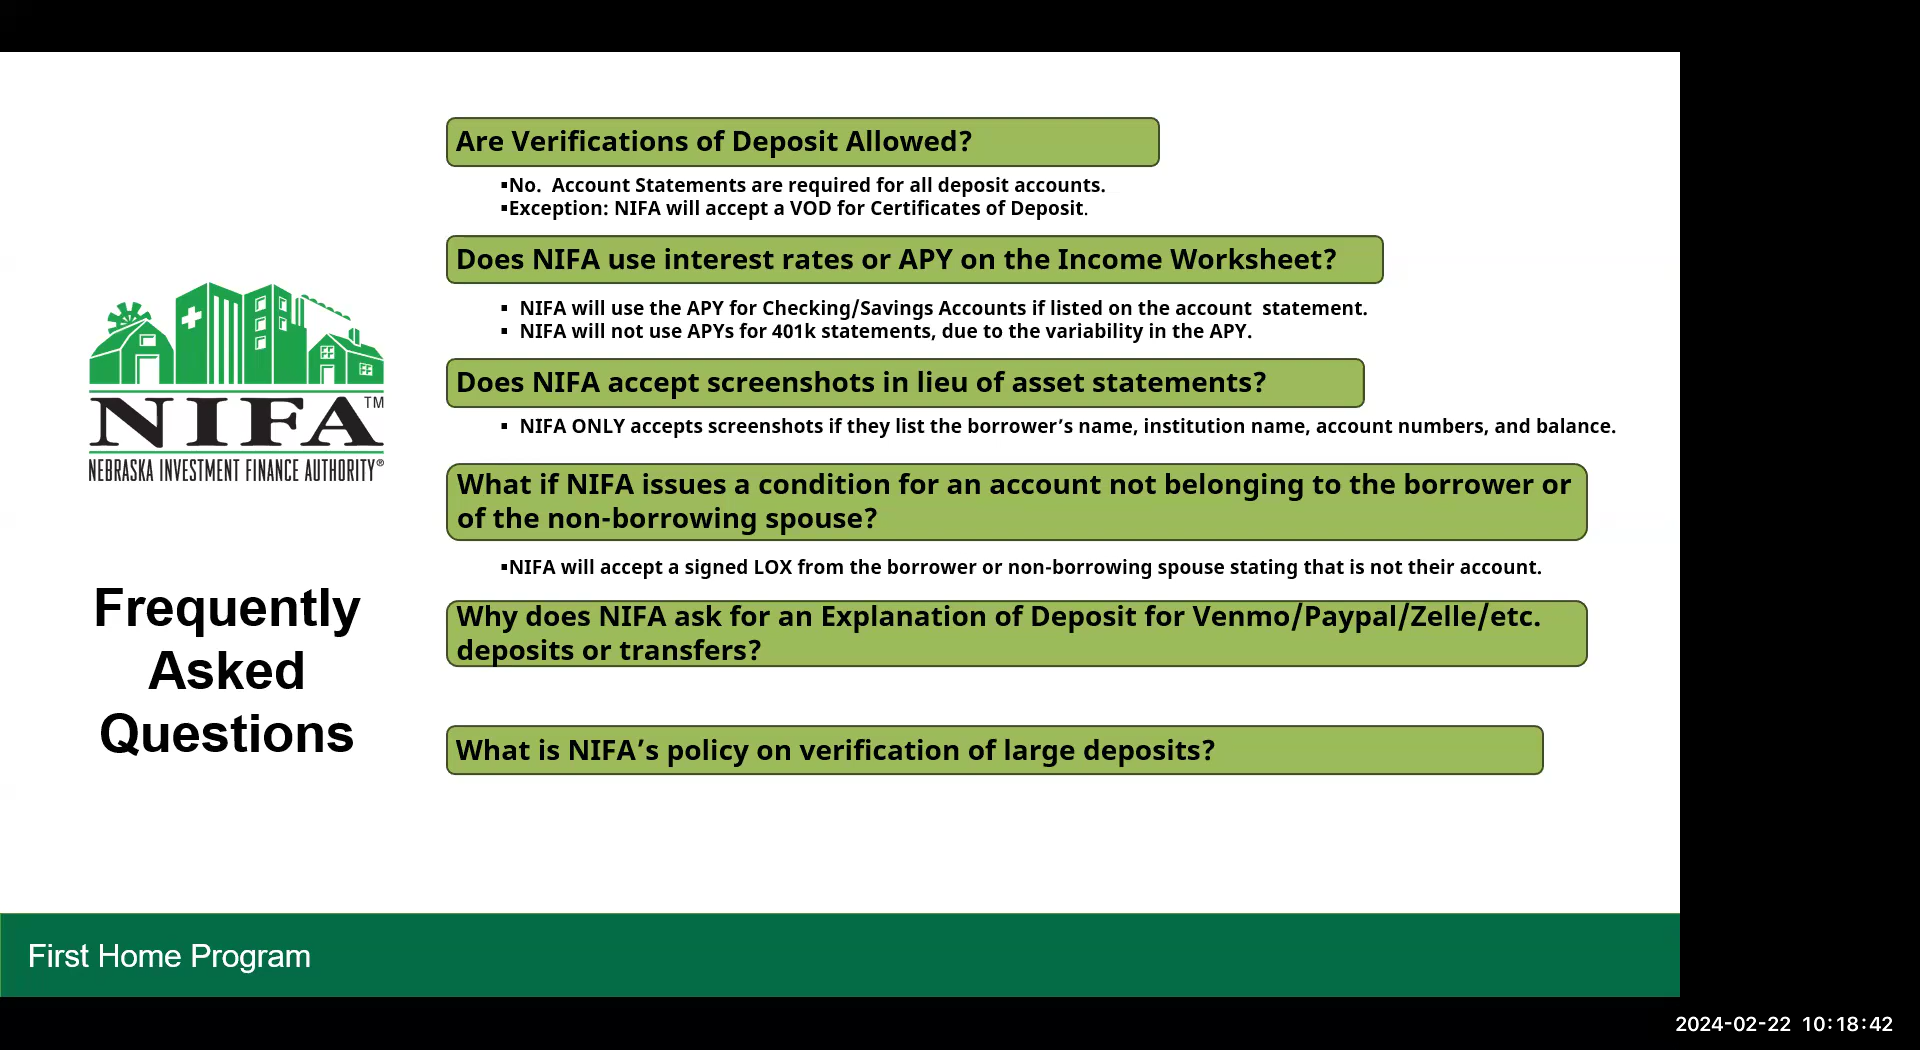 Are Verifications of Deposit Allowed?
▪No.  Account Statements are required for all deposit accounts.
▪Exception: NIFA will accept a VOD for Certificates of Deposit.
Does NIFA use interest rates or APY on the Income Worksheet?
▪ NIFA will use the APY for Checking/Savings Accounts if listed on the account  statement.
▪ NIFA will not use APYs for 401k statements, due to the variability in the APY.
Does NIFA accept screenshots in lieu of asset statements?
▪ NIFA ONLY accepts screenshots if they list the borrower’s name, institution name, account numbers, and balance.
What if NIFA issues a condition for an account not belonging to the borrower or
of the non-borrowing spouse?
▪NIFA will accept a signed LOX from the borrower or non-borrowing spouse stating that is not their account.
Why does NIFA ask for an Explanation of Deposit for Venmo/Paypal/Zelle/etc.
deposits or transfers?
What is NIFA’s policy on verification of large deposits?
NIFA™
NEBRASKA INVESTMENT FINANCE AUTHORITY®
Frequently
Asked
Questions
First Home Program
2024-02-22 10:18:42